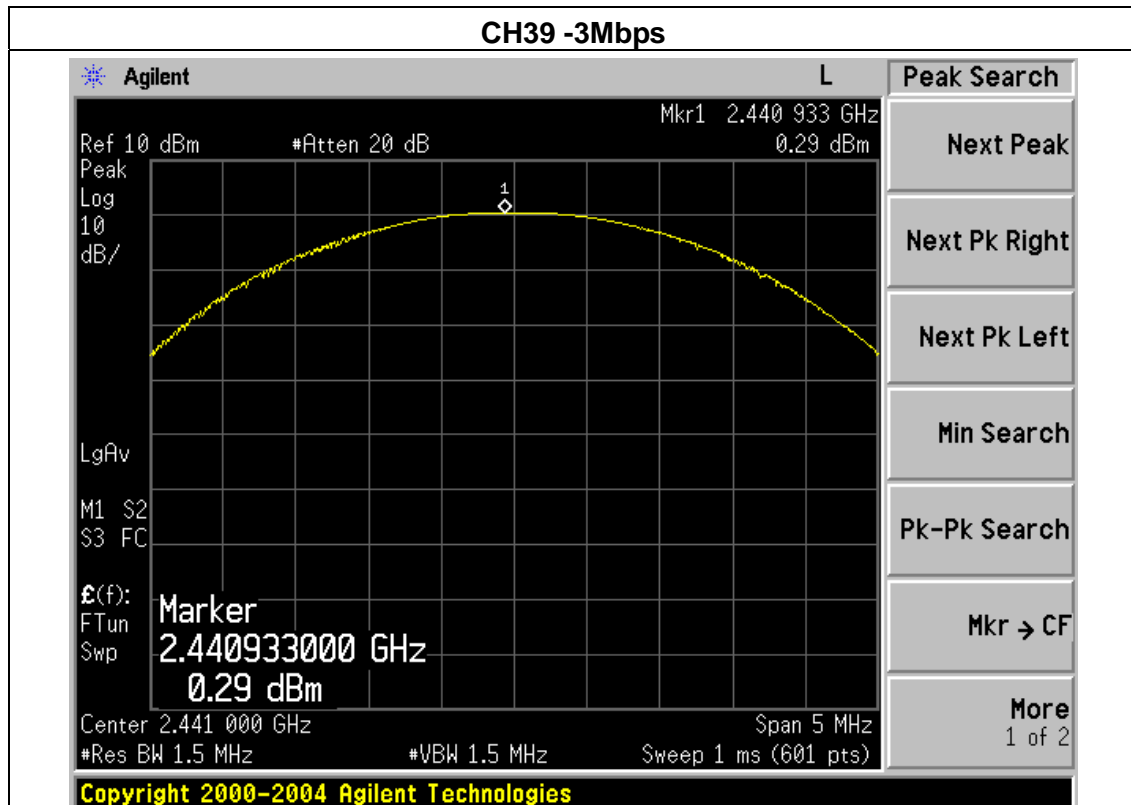 CH39 -3Mbps
Agilent L Peak Search
Mkr1 2.440 933 GHz
Ref 10 dBm #Atten 20 dB 0.29 dBm
Peak
Log
10
dB/
1
LgAv
M1 S2
S3 FC
£(f):
FTun
Swp
Marker
2.440933000 GHz
0.29 dBm
Center 2.441 000 GHz Span 5 MHz
#Res BW 1.5 MHz #VBW 1.5 MHz Sweep 1 ms (601 pts)
Next Peak
Next Pk Right
Next Pk Left
Min Search
Pk-Pk Search
Mkr → CF
More
1 of 2
Copyright 2000-2004 Agilent Technologies